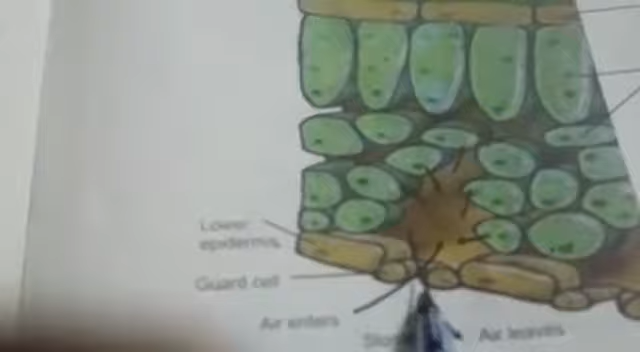 Lower
epidermis
Guard cell
Air enters
Air leaves